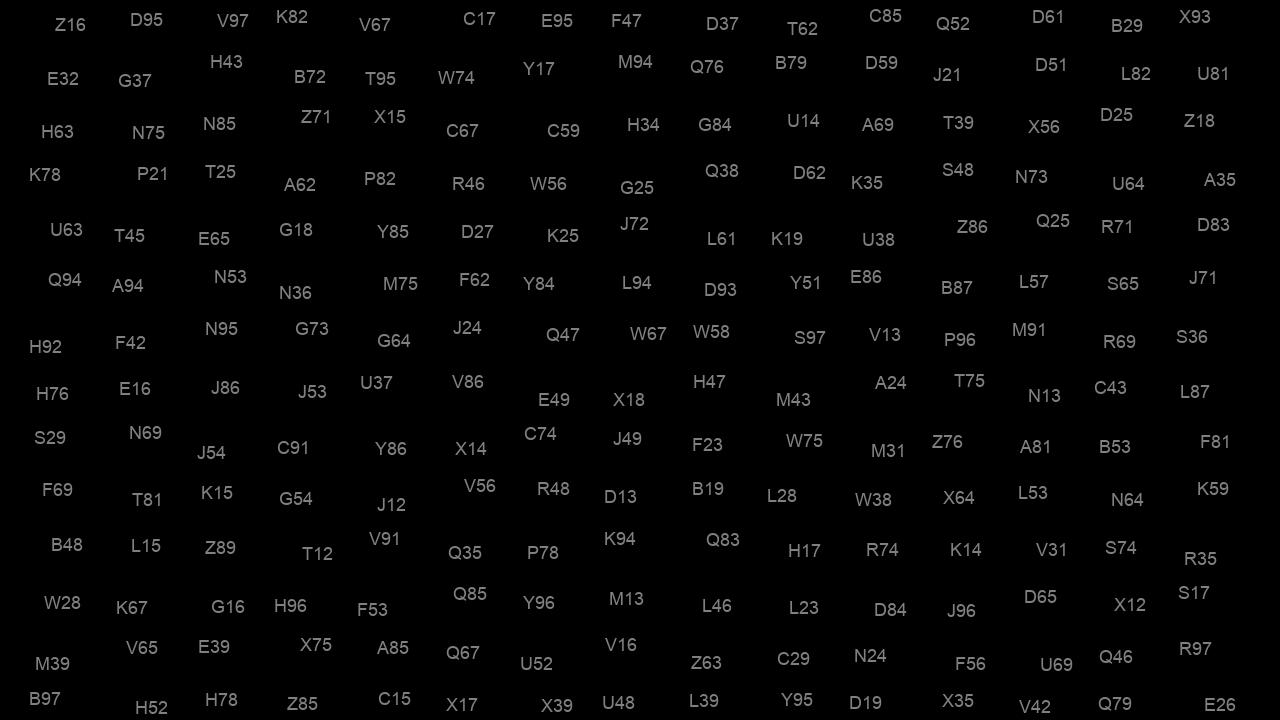 Z16 D95 V97 K82 V67 C17 E95 F47 D37 T62 C85 Q52 D61 B29 X93
E32 G37 H43 B72 T95 W74 Y17 M94 Q76 B79 D59 J21 D51 L82 U81
H63 N75 N85 Z71 X15 C67 C59 H34 G84 U14 A69 T39 X56 D25 Z18
K78 P21 T25 A62 P82 R46 W56 G25 Q38 D62 K35 S48 N73 U64 A35
U63 T45 E65 G18 Y85 D27 K25 J72 L61 K19 U38 Z86 Q25 R71 D83
Q94 A94 N53 N36 M75 F62 Y84 L94 D93 Y51 E86 B87 L57 S65 J71
H92 F42 N95 G73 G64 J24 Q47 W67 W58 S97 V13 P96 M91 R69 S36
H76 E16 J86 J53 U37 V86 E49 X18 H47 M43 A24 T75 N13 C43 L87
S29 N69 J54 C91 Y86 X14 C74 J49 F23 W75 M31 Z76 A81 B53 F81
F69 T81 K15 G54 J12 V56 R48 D13 B19 L28 W38 X64 L53 N64 K59
B48 L15 Z89 T12 V91 Q35 P78 K94 Q83 H17 R74 K14 V31 S74 R35
W28 K67 G16 H96 F53 Q85 Y96 M13 L46 L23 D84 J96 D65 X12 S17
M39 V65 E39 X75 A85 Q67 U52 V16 Z63 C29 N24 F56 U69 Q46 R97
B97 H52 H78 Z85 C15 X17 X39 U48 L39 Y95 D19 X35 V42 Q79 E26